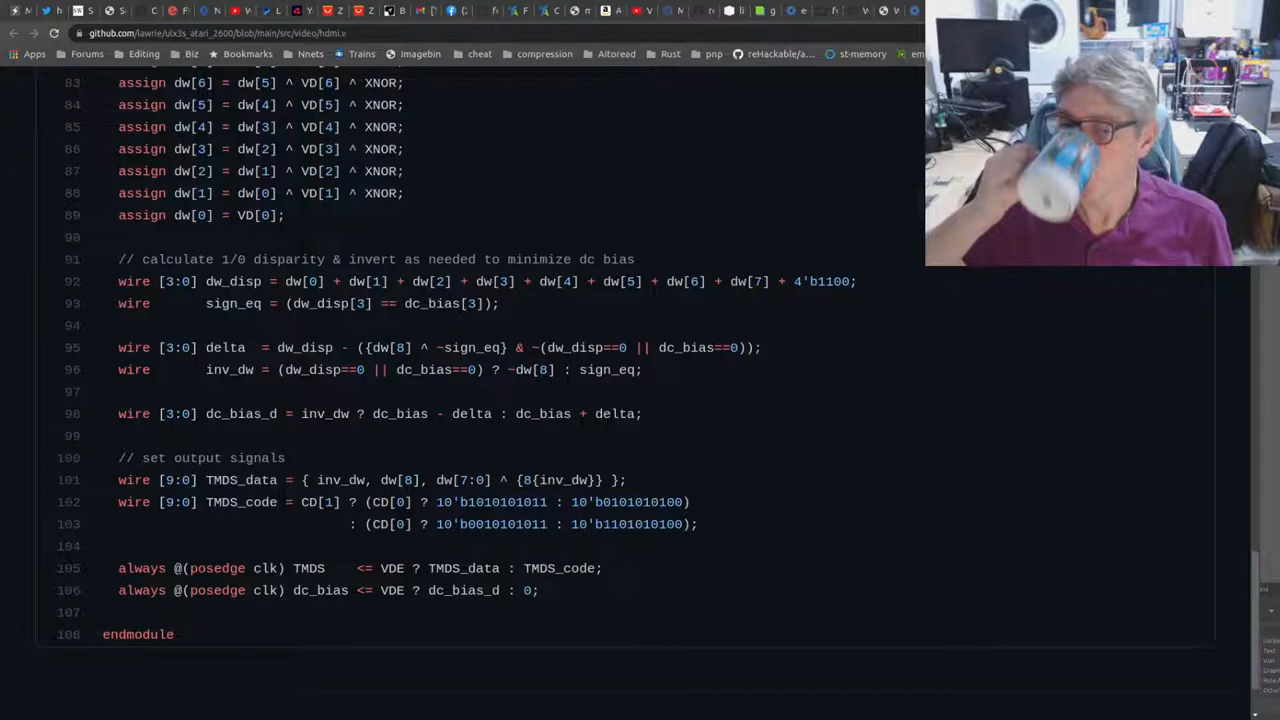 github.com/lawrie/ulx3s_atari_2600/blob/main/src/video/hdmi.v
Forums Editing Biz Bookmarks Nnets Trains Imagebin cheat compression Altoread Rust pnp reHackable/a... st-memory
83 assign dw[6] = dw[5] ^ VD[6] ^ XNOR;
84 assign dw[5] = dw[4] ^ VD[5] ^ XNOR;
85 assign dw[4] = dw[3] ^ VD[4] ^ XNOR;
86 assign dw[3] = dw[2] ^ VD[3] ^ XNOR;
87 assign dw[2] = dw[1] ^ VD[2] ^ XNOR;
88 assign dw[1] = dw[0] ^ VD[1] ^ XNOR;
89 assign dw[0] = VD[0];
90
91 // calculate 1/0 disparity & invert as needed to minimize dc bias
92 wire [3:0] dw_disp = dw[0] + dw[1] + dw[2] + dw[3] + dw[4] + dw[5] + dw[6] + dw[7] + 4'b1100;
93 wire sign_eq = (dw_disp[3] == dc_bias[3]);
94
95 wire [3:0] delta = dw_disp - ({dw[8] ^ ~sign_eq} & ~(dw_disp==0 || dc_bias==0));
96 wire inv_dw = (dw_disp==0 || dc_bias==0) ? ~dw[8] : sign_eq;
97
98 wire [3:0] dc_bias_d = inv_dw ? dc_bias - delta : dc_bias + delta;
99
100 // set output signals
101 wire [9:0] TMDS_data = { inv_dw, dw[8], dw[7:0] ^ {8{inv_dw}} };
102 wire [9:0] TMDS_code = CD[1] ? (CD[0] ? 10'b1010101011 : 10'b0101010100)
103 : (CD[0] ? 10'b0010101011 : 10'b1101010100);
104
105 always @(posedge clk) TMDS <= VDE ? TMDS_data : TMDS_code;
106 always @(posedge clk) dc_bias <= VDE ? dc_bias_d : 0;
107
108 endmodule